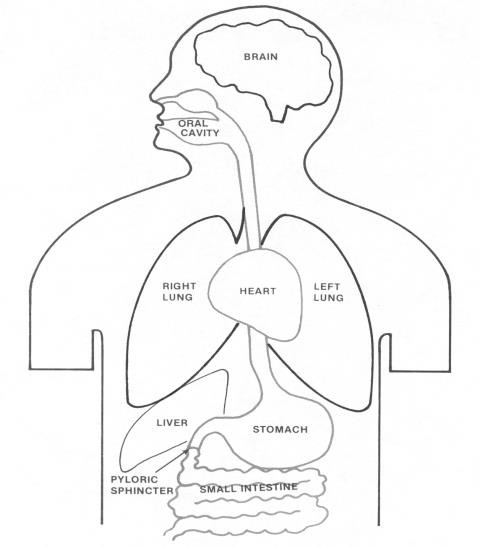 BRAIN
ORAL
CAVITY
RIGHT
LUNG
HEART
LEFT
LUNG
LIVER
STOMACH
PYLORIC
SPHINCTER
SMALL INTESTINE